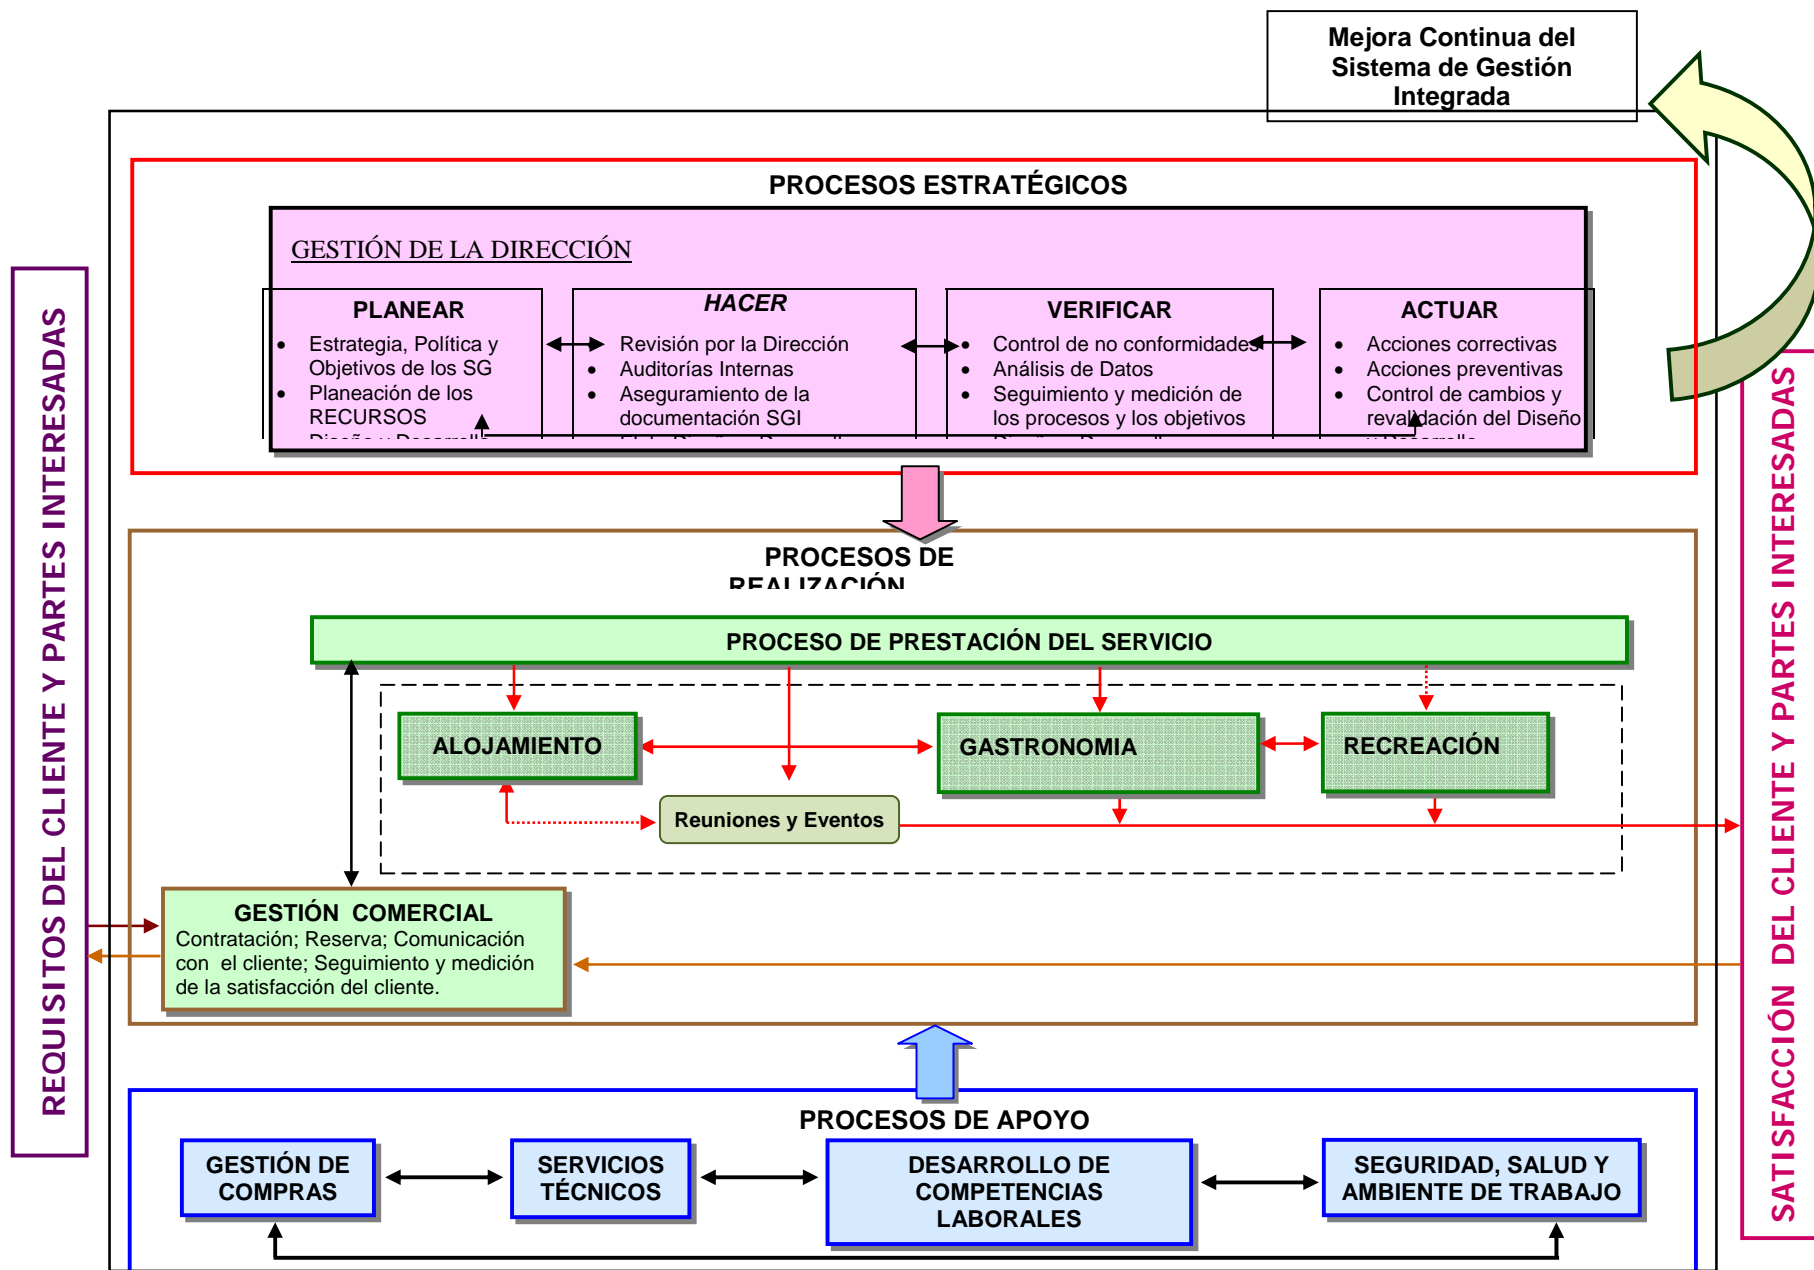 Mejora Continua del
Sistema de Gestión
Integrada
PROCESOS ESTRATÉGICOS
GESTIÓN DE LA DIRECCIÓN
PLANEAR
• Estrategia, Política y
Objetivos de los SG
• Planeación de los
RECURSOS
HACER
• Revisión por la Dirección
• Auditorías Internas
• Aseguramiento de la
documentación SGI
VERIFICAR
• Control de no conformidades
• Análisis de Datos
• Seguimiento y medición de
los procesos y los objetivos
ACTUAR
• Acciones correctivas
• Acciones preventivas
• Control de cambios y
revalidación del Diseño
REQUISITOS DEL CLIENTE Y PARTES INTERESADAS
PROCESOS DE
REALIZACIÓN
PROCESO DE PRESTACIÓN DEL SERVICIO
ALOJAMIENTO
GASTRONOMIA
RECREACIÓN
Reuniones y Eventos
GESTIÓN COMERCIAL
Contratación; Reserva; Comunicación
con el cliente; Seguimiento y medición
de la satisfacción del cliente.
SATISFACCIÓN DEL CLIENTE Y PARTES INTERESADAS
PROCESOS DE APOYO
GESTIÓN DE
COMPRAS
SERVICIOS
TÉCNICOS
DESARROLLO DE
COMPETENCIAS
LABORALES
SEGURIDAD, SALUD Y
AMBIENTE DE TRABAJO